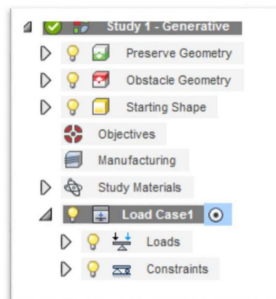 Study 1 - Generative
Preserve Geometry
Obstacle Geometry
Starting Shape
Objectives
Manufacturing
Study Materials
Load Case1
Loads
Constraints